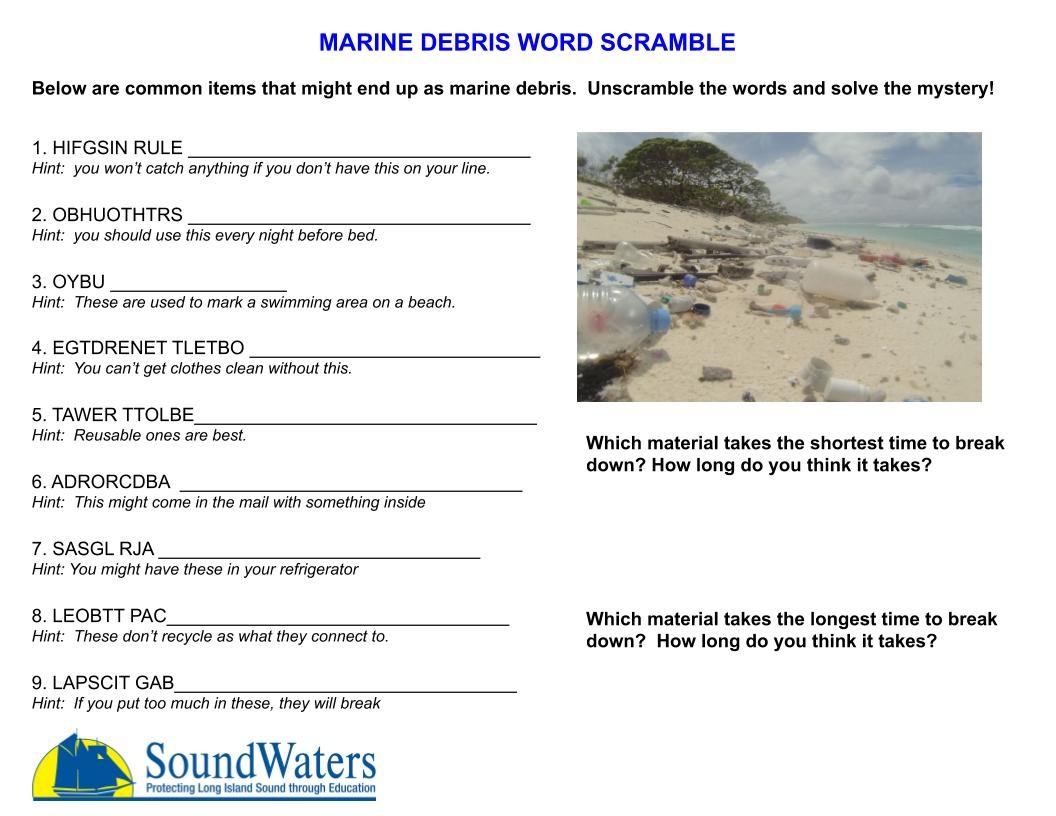 MARINE DEBRIS WORD SCRAMBLE
Below are common items that might end up as marine debris.  Unscramble the words and solve the mystery!
1. HIFGSIN RULE ___________________________________
Hint:  you won’t catch anything if you don’t have this on your line.
2. OBHUOTHTRS ___________________________________
Hint:  you should use this every night before bed.
3. OYBU __________________
Hint:  These are used to mark a swimming area on a beach.
4. EGTDRENET TLETBO ______________________________
Hint:  You can’t get clothes clean without this.
5. TAWER TTOLBE___________________________________
Hint:  Reusable ones are best.
6. ADRORCDBA  ___________________________________
Hint:  This might come in the mail with something inside
7. SASGL RJA _________________________________
Hint: You might have these in your refrigerator
8. LEOBTT PAC___________________________________
Hint:  These don’t recycle as what they connect to.
9. LAPSCIT GAB___________________________________
Hint:  If you put too much in these, they will break
Which material takes the shortest time to break
down? How long do you think it takes?
Which material takes the longest time to break
down?  How long do you think it takes?
SoundWaters
Protecting Long Island Sound through Education